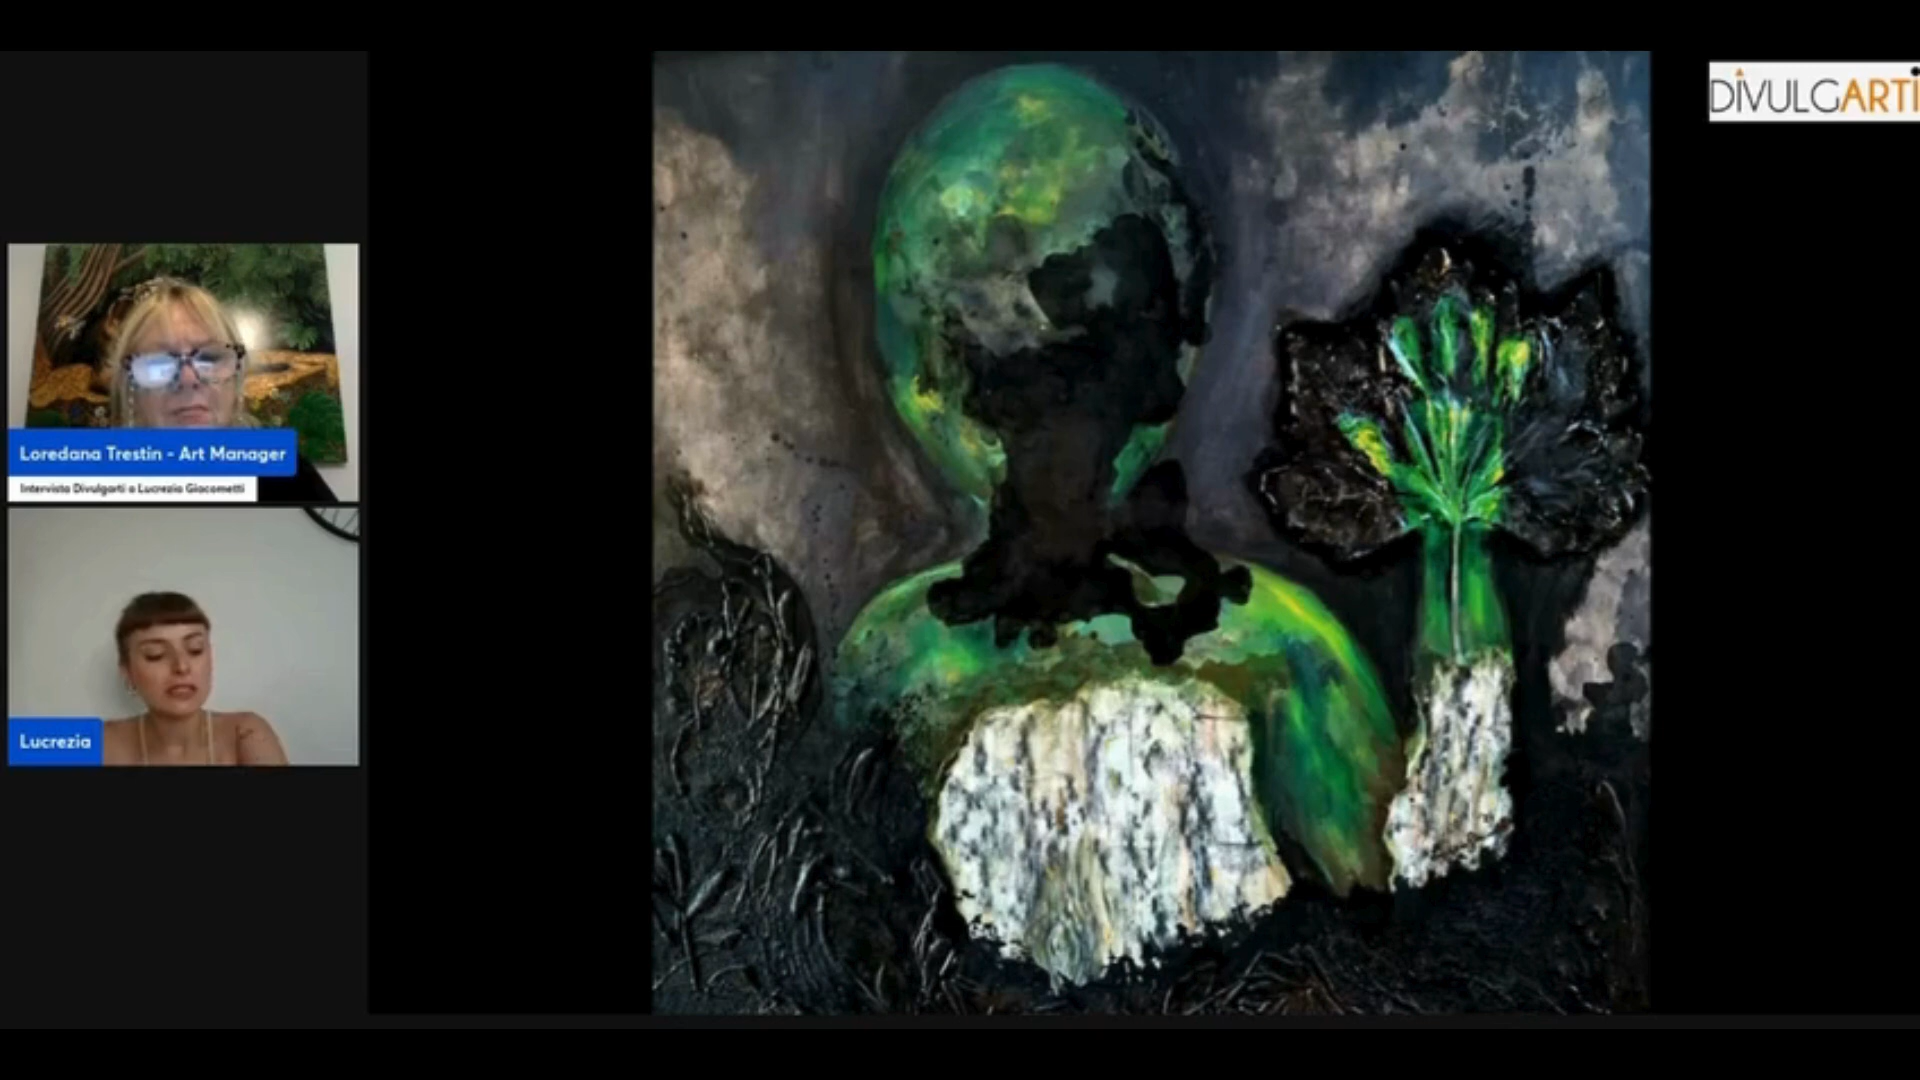 DIVULGARTI
Loredana Trestin - Art Manager
Intervista Divulgarti a Lucrezia Giacometti
Lucrezia